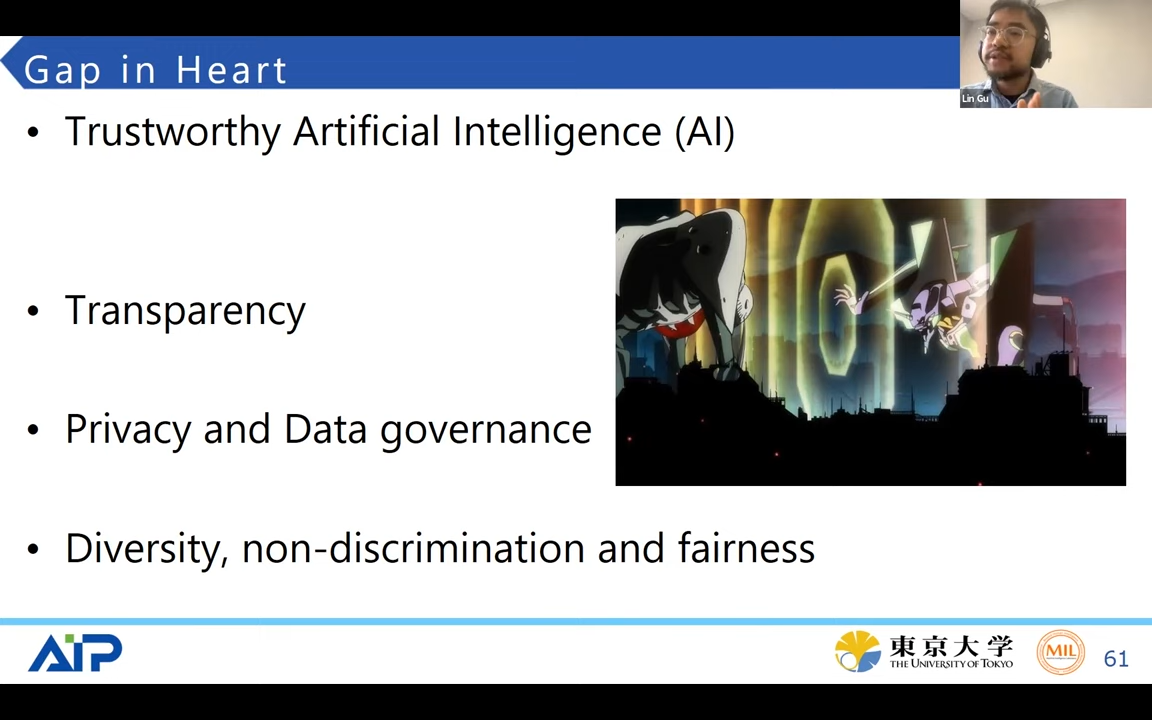 Gap in Heart
Lin Gu
• Trustworthy Artificial Intelligence (AI)
• Transparency
• Privacy and Data governance
• Diversity, non-discrimination and fairness
AIP
東京大学
THE UNIVERSITY OF TOKYO
MIL
61